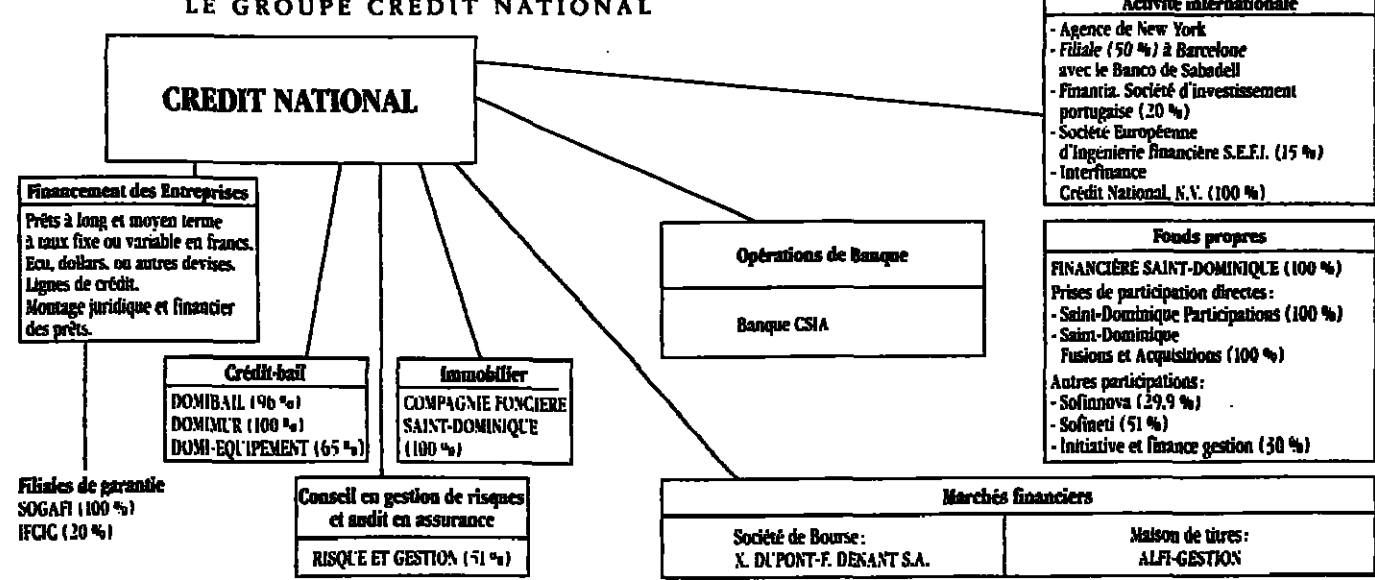 LE GROUPE CREDIT NATIONAL
CREDIT NATIONAL
Activité internationale
- Agence de New York
- Filiale (50 %) à Barcelone
avec le Banco de Sabadell
- Finantia. Société d'investissement
portugaise (20 %)
- Société Européenne
d'Ingénierie financière S.E.F.I. (15 %)
- Interfinance
Crédit National, N.V. (100 %)
Financement des Entreprises
Prêts à long et moyen terme
à taux fixe ou variable en francs.
Ecu, dollars. ou autres devises.
Lignes de crédit.
Montage juridique et financier
des prêts.
Filiales de garantie
SOGAFI (100 %)
IFCIC (20 %)
Crédit-bail
DOMIBAIL (96 %)
DOMIMUR (100 %)
DOMI-EQUIPEMENT (65 %)
Immobilier
COMPAGNIE FONCIERE
SAINT-DOMINIQUE
(100 %)
Conseil en gestion de risques
et audit en assurance
RISQUE ET GESTION (51 %)
Opérations de Banque
Banque CSIA
Fonds propres
FINANCIÈRE SAINT-DOMINIQUE (100 %)
Prises de participation directes :
- Saint-Dominique Participations (100 %)
- Saint-Dominique
Fusions et Acquisitions (100 %)
Autres participations :
- Sofinnova (29,9 %)
- Sofineti (51 %)
- Initiative et finance gestion (30 %)
Marchés financiers
Société de Bourse :
X. DUPONT-F. DENANT S.A.
Maison de titres :
ALFI-GESTION